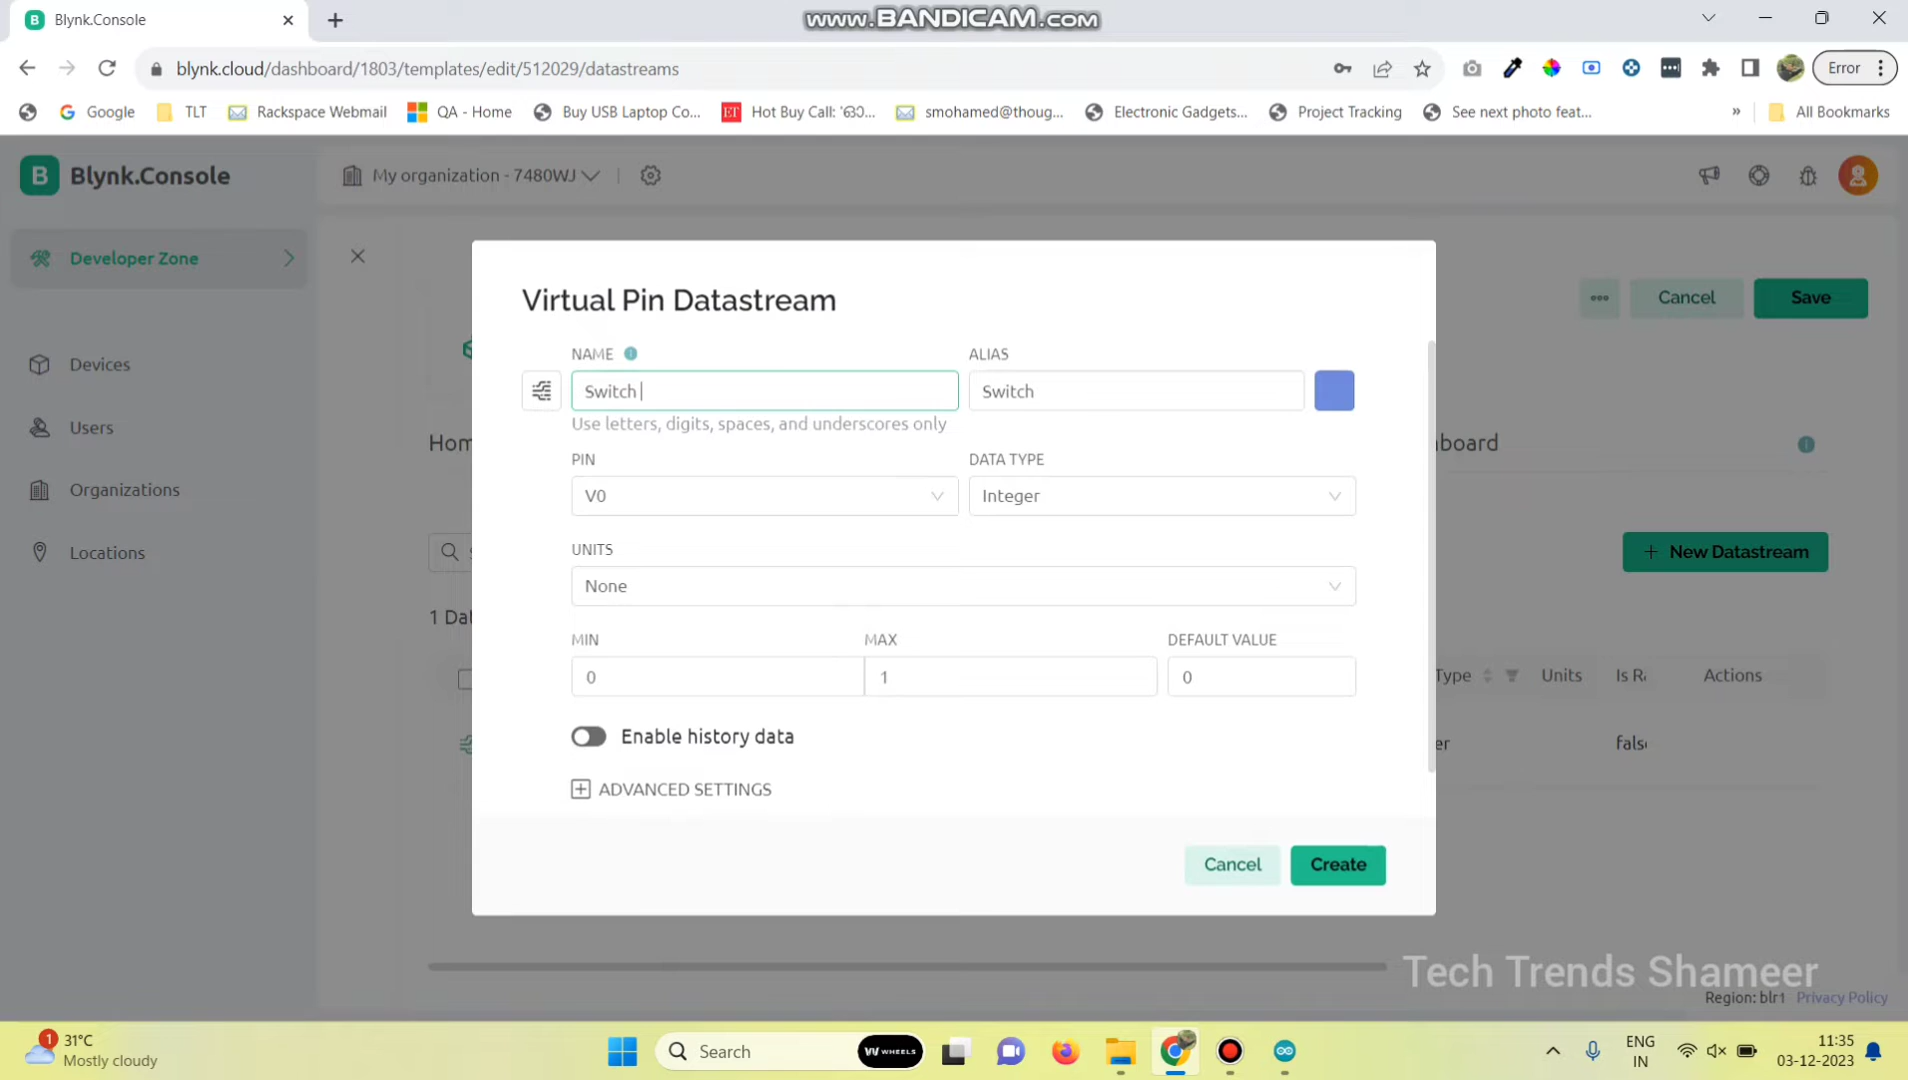 Blynk.Console
www.BANDICAM.com
blynk.cloud/dashboard/1803/templates/edit/512029/datastreams
Error
Google
TLT
Rackspace Webmail
QA - Home
Buy USB Laptop Co...
Hot Buy Call: 'ഓാ...
smohamed@thoug...
Electronic Gadgets...
Project Tracking
See next photo feat...
»
All Bookmarks
B Blynk.Console
My organization - 7480WJ
Developer Zone
Devices
Users
Organizations
Locations
Cancel
Save
Virtual Pin Datastream
NAME
ALIAS
Switch
Switch
Use letters, digits, spaces, and underscores only
Hom
board
PIN
DATA TYPE
V0
Integer
UNITS
None
New Datastream
1 Dat
MIN
MAX
DEFAULT VALUE
0
1
0
Type
Units
Is Ra
Actions
Enable history data
er
false
ADVANCED SETTINGS
Cancel
Create
Tech Trends Shameer
Region: blr1 Privacy Policy
1
31°C
Mostly cloudy
Search
WHEELS
ENG
IN
11:35
03-12-2023